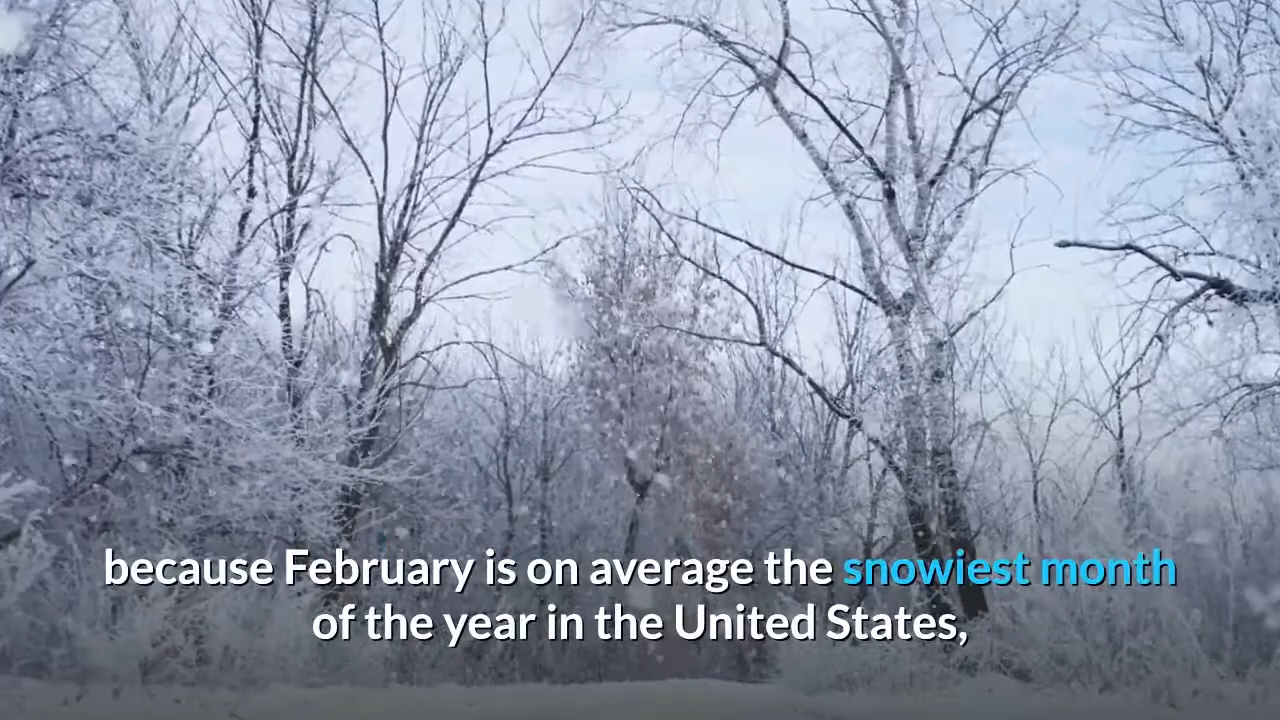 because February is on average the snowiest month
of the year in the United States,